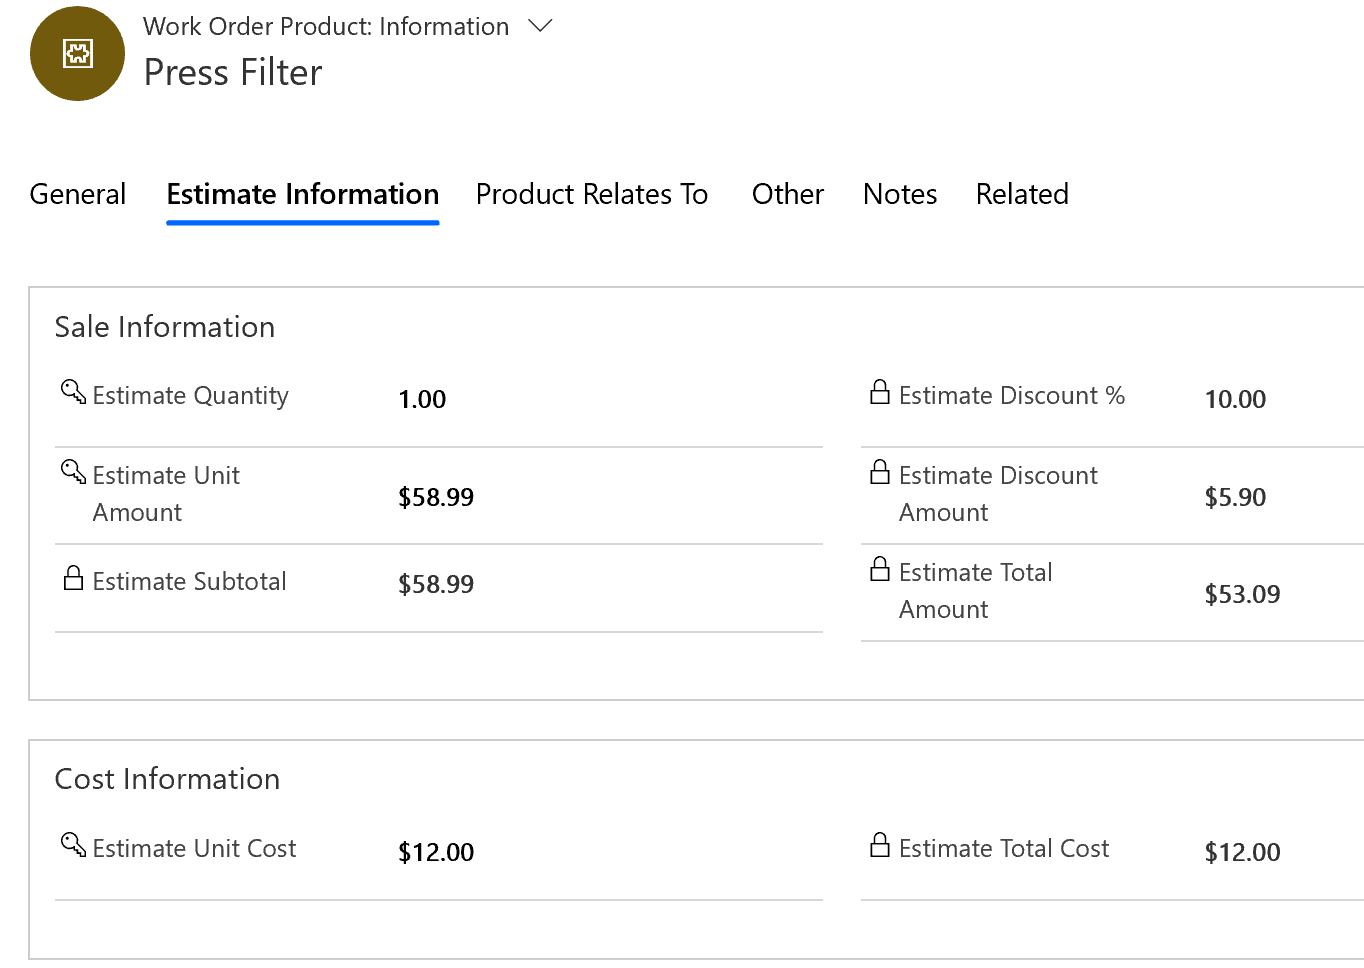 Work Order Product: Information
Press Filter
General Estimate Information Product Relates To Other Notes Related
Sale Information
Estimate Quantity 1.00
Estimate Unit
Amount $58.99
Estimate Subtotal $58.99
Estimate Discount % 10.00
Estimate Discount
Amount $5.90
Estimate Total
Amount $53.09
Cost Information
Estimate Unit Cost $12.00
Estimate Total Cost $12.00